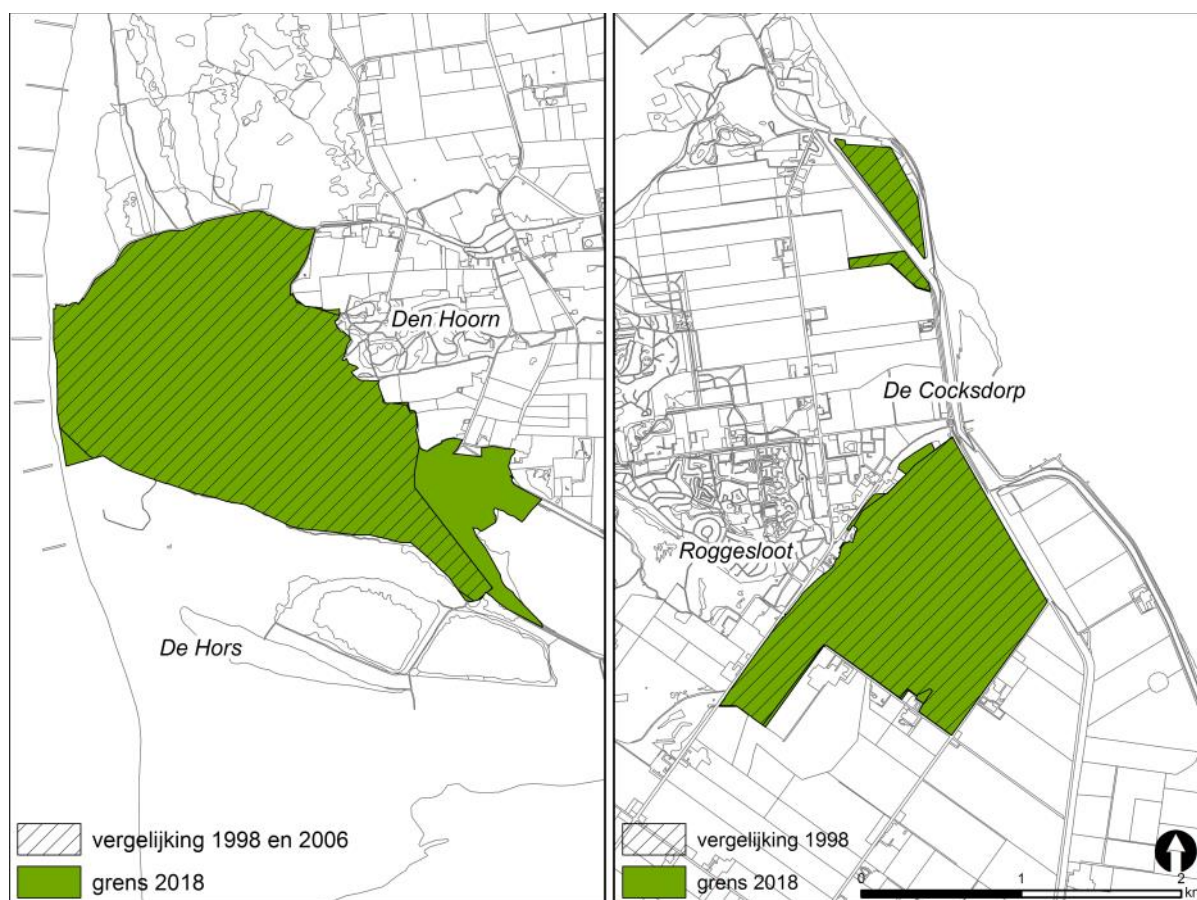 Den Hoorn
De Hors
vergelijking 1998 en 2006
grens 2018
De Cocksdorp
Roggesloot
vergelijking 1998
grens 2018
0 1 2
km